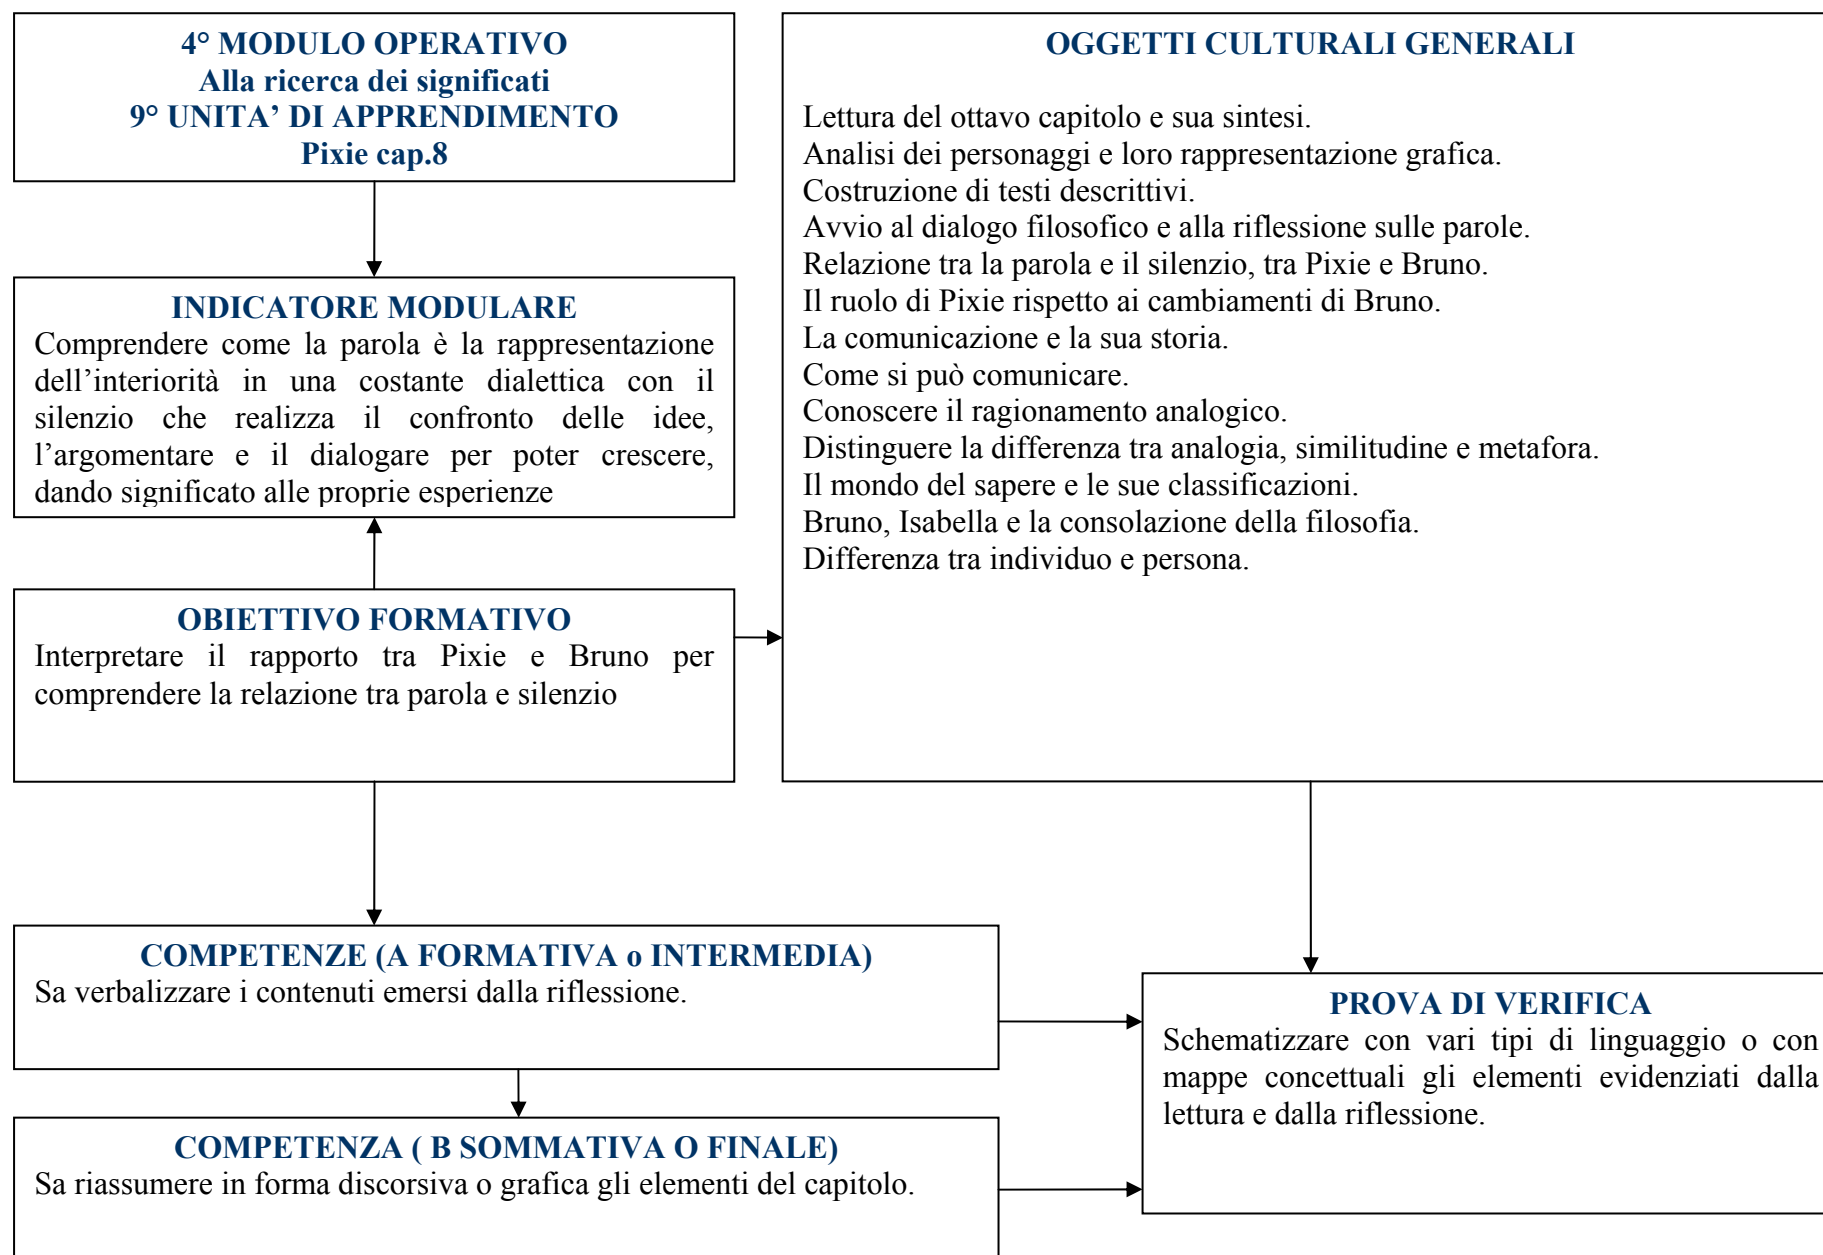 4° MODULO OPERATIVO
Alla ricerca dei significati
9° UNITA’ DI APPRENDIMENTO
Pixie cap.8
INDICATORE MODULARE
Comprendere come la parola è la rappresentazione
dell’interiorità in una costante dialettica con il
silenzio che realizza il confronto delle idee,
l’argomentare e il dialogare per poter crescere,
dando significato alle proprie esperienze
OBIETTIVO FORMATIVO
Interpretare il rapporto tra Pixie e Bruno per
comprendere la relazione tra parola e silenzio
OGGETTI CULTURALI GENERALI
Lettura del ottavo capitolo e sua sintesi.
Analisi dei personaggi e loro rappresentazione grafica.
Costruzione di testi descrittivi.
Avvio al dialogo filosofico e alla riflessione sulle parole.
Relazione tra la parola e il silenzio, tra Pixie e Bruno.
Il ruolo di Pixie rispetto ai cambiamenti di Bruno.
La comunicazione e la sua storia.
Come si può comunicare.
Conoscere il ragionamento analogico.
Distinguere la differenza tra analogia, similitudine e metafora.
Il mondo del sapere e le sue classificazioni.
Bruno, Isabella e la consolazione della filosofia.
Differenza tra individuo e persona.
COMPETENZE (A FORMATIVA o INTERMEDIA)
Sa verbalizzare i contenuti emersi dalla riflessione.
COMPETENZA ( B SOMMATIVA O FINALE)
Sa riassumere in forma discorsiva o grafica gli elementi del capitolo.
PROVA DI VERIFICA
Schematizzare con vari tipi di linguaggio o con
mappe concettuali gli elementi evidenziati dalla
lettura e dalla riflessione.